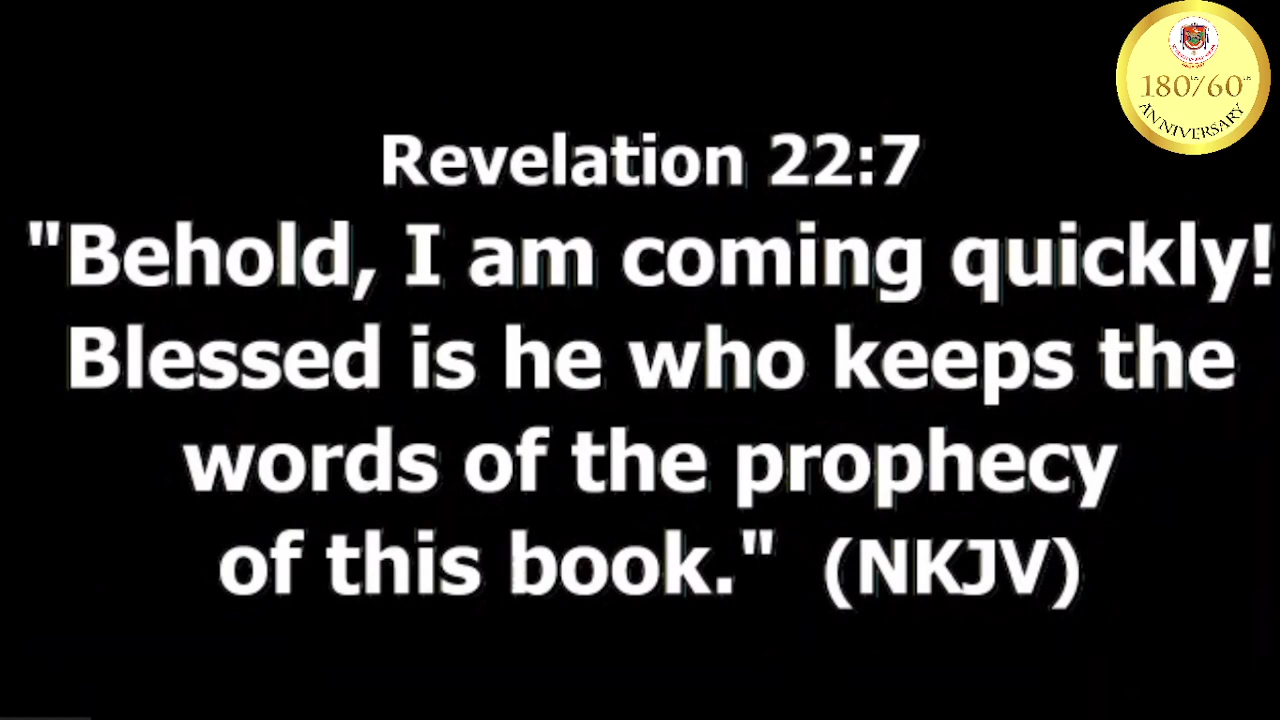 180TH/60TH
ANNIVERSARY
Revelation 22:7
"Behold, I am coming quickly!
Blessed is he who keeps the
words of the prophecy
of this book." (NKJV)